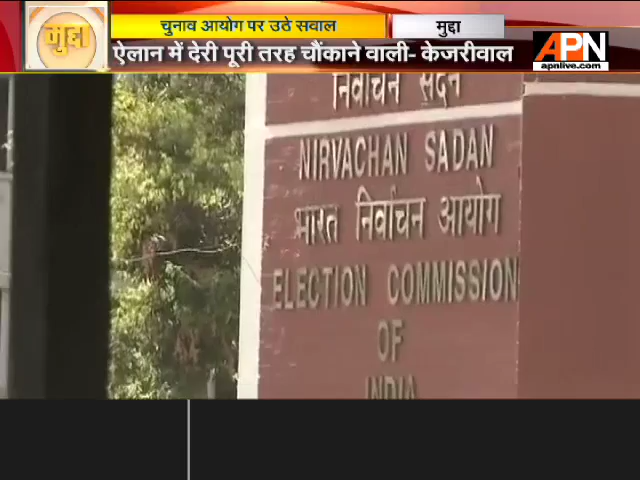 मुद्दा
चुनाव आयोग पर उठे सवाल
मुद्दा
ऐलान में देरी पूरी तरह चौंकाने वाली- केजरीवाल
APN
apnlive.com
निर्वाचन सदन
NIRVACHAN SADAN
भारत निर्वाचन आयोग
ELECTION COMMISSION
OF
INDIA